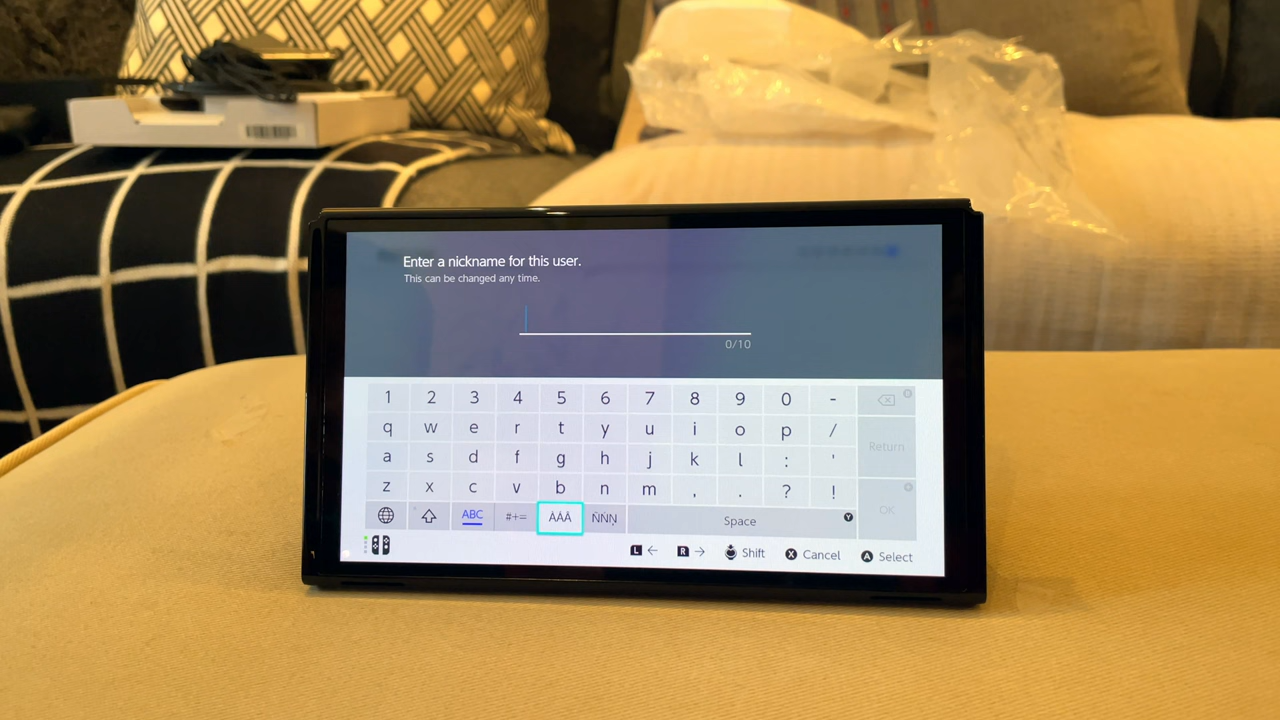 Enter a nickname for this user.
This can be changed any time.
0/10
1 2 3 4 5 6 7 8 9 0 -
q w e r t y u i o p /
Return
a s d f g h j k l : '
z x c v b n m , . ? !
OK
ABC #+= ÀÁÂ ÑŃŅ Space Y
L ← R → Shift X Cancel A Select